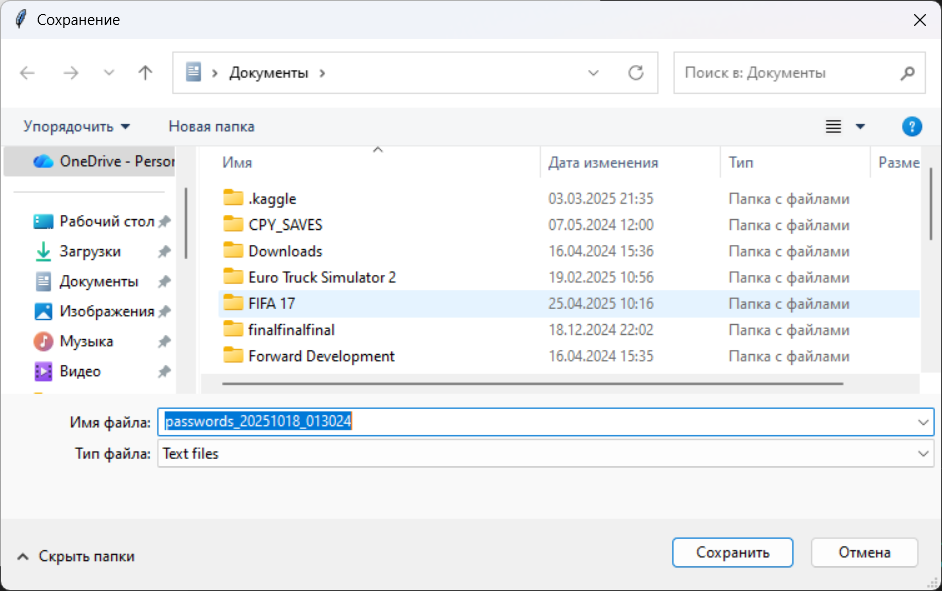 Сохранение
Документы
Поиск в: Документы
Упорядочить
Новая папка
?
OneDrive - Person
Имя
Дата изменения
Тип
Разме
Рабочий стол
Загрузки
Документы
Изображения
Музыка
Видео
.kaggle 03.03.2025 21:35 Папка с файлами
CPY_SAVES 07.05.2024 12:00 Папка с файлами
Downloads 16.04.2024 15:36 Папка с файлами
Euro Truck Simulator 2 19.02.2025 10:56 Папка с файлами
FIFA 17 25.04.2025 10:16 Папка с файлами
finalfinalfinal 18.12.2024 22:02 Папка с файлами
Forward Development 16.04.2024 15:35 Папка с файлами
Имя файла: passwords_20251018_013024
Тип файла: Text files
Скрыть папки
Сохранить
Отмена